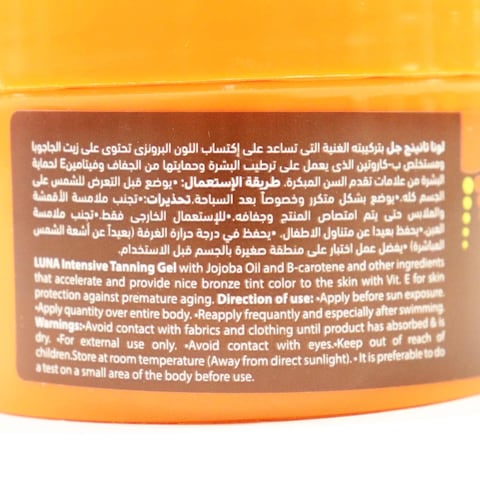 لونا تانينج جل بتركيبته الغنية التى تساعد على إكتساب اللون البرونزى تحتوى على زيت الجاجوبا
ومستخلص ب-كاروتين الذى يعمل على ترطيب البشرة وحمايتها من الجفاف وفيتامينE لحماية
البشرة من علامات تقدم السن المبكرة. طريقة الإستعمال: •يوضع قبل التعرض للشمس على
الجسم كله.•يوضع بشكل متكرر وخصوصاً بعد السباحة.تحذيرات:•تجنب ملامسة الأقمشة
والملابس حتى يتم امتصاص المنتج وجفافه.•للإستعمال الخارجى فقط.•تجنب ملامسة
العين.•يحفظ بعيدا عن متناول الاطفال. •يحفظ في درجة حرارة الغرفة (بعيداً عن أشعة الشمس
المباشرة) •يفضل عمل اختبار على منطقة صغيرة بالجسم قبل الاستخدام.
LUNA Intensive Tanning Gel with Jojoba Oil and B-carotene and other ingredients
that accelerate and provide nice bronze tint color to the skin with Vit. E for skin
protection against premature aging. Direction of use: •Apply before sun exposure.
•Apply quantity over entire body. •Reapply frequently and especially after swimming.
Warnings:•Avoid contact with fabrics and clothing until product has absorbed & is
dry. •For external use only. •Avoid contact with eyes.•Keep out of reach of
children.Store at room temperature (Away from direct sunlight). • It is preferable to do
a test on a small area of the body before use.